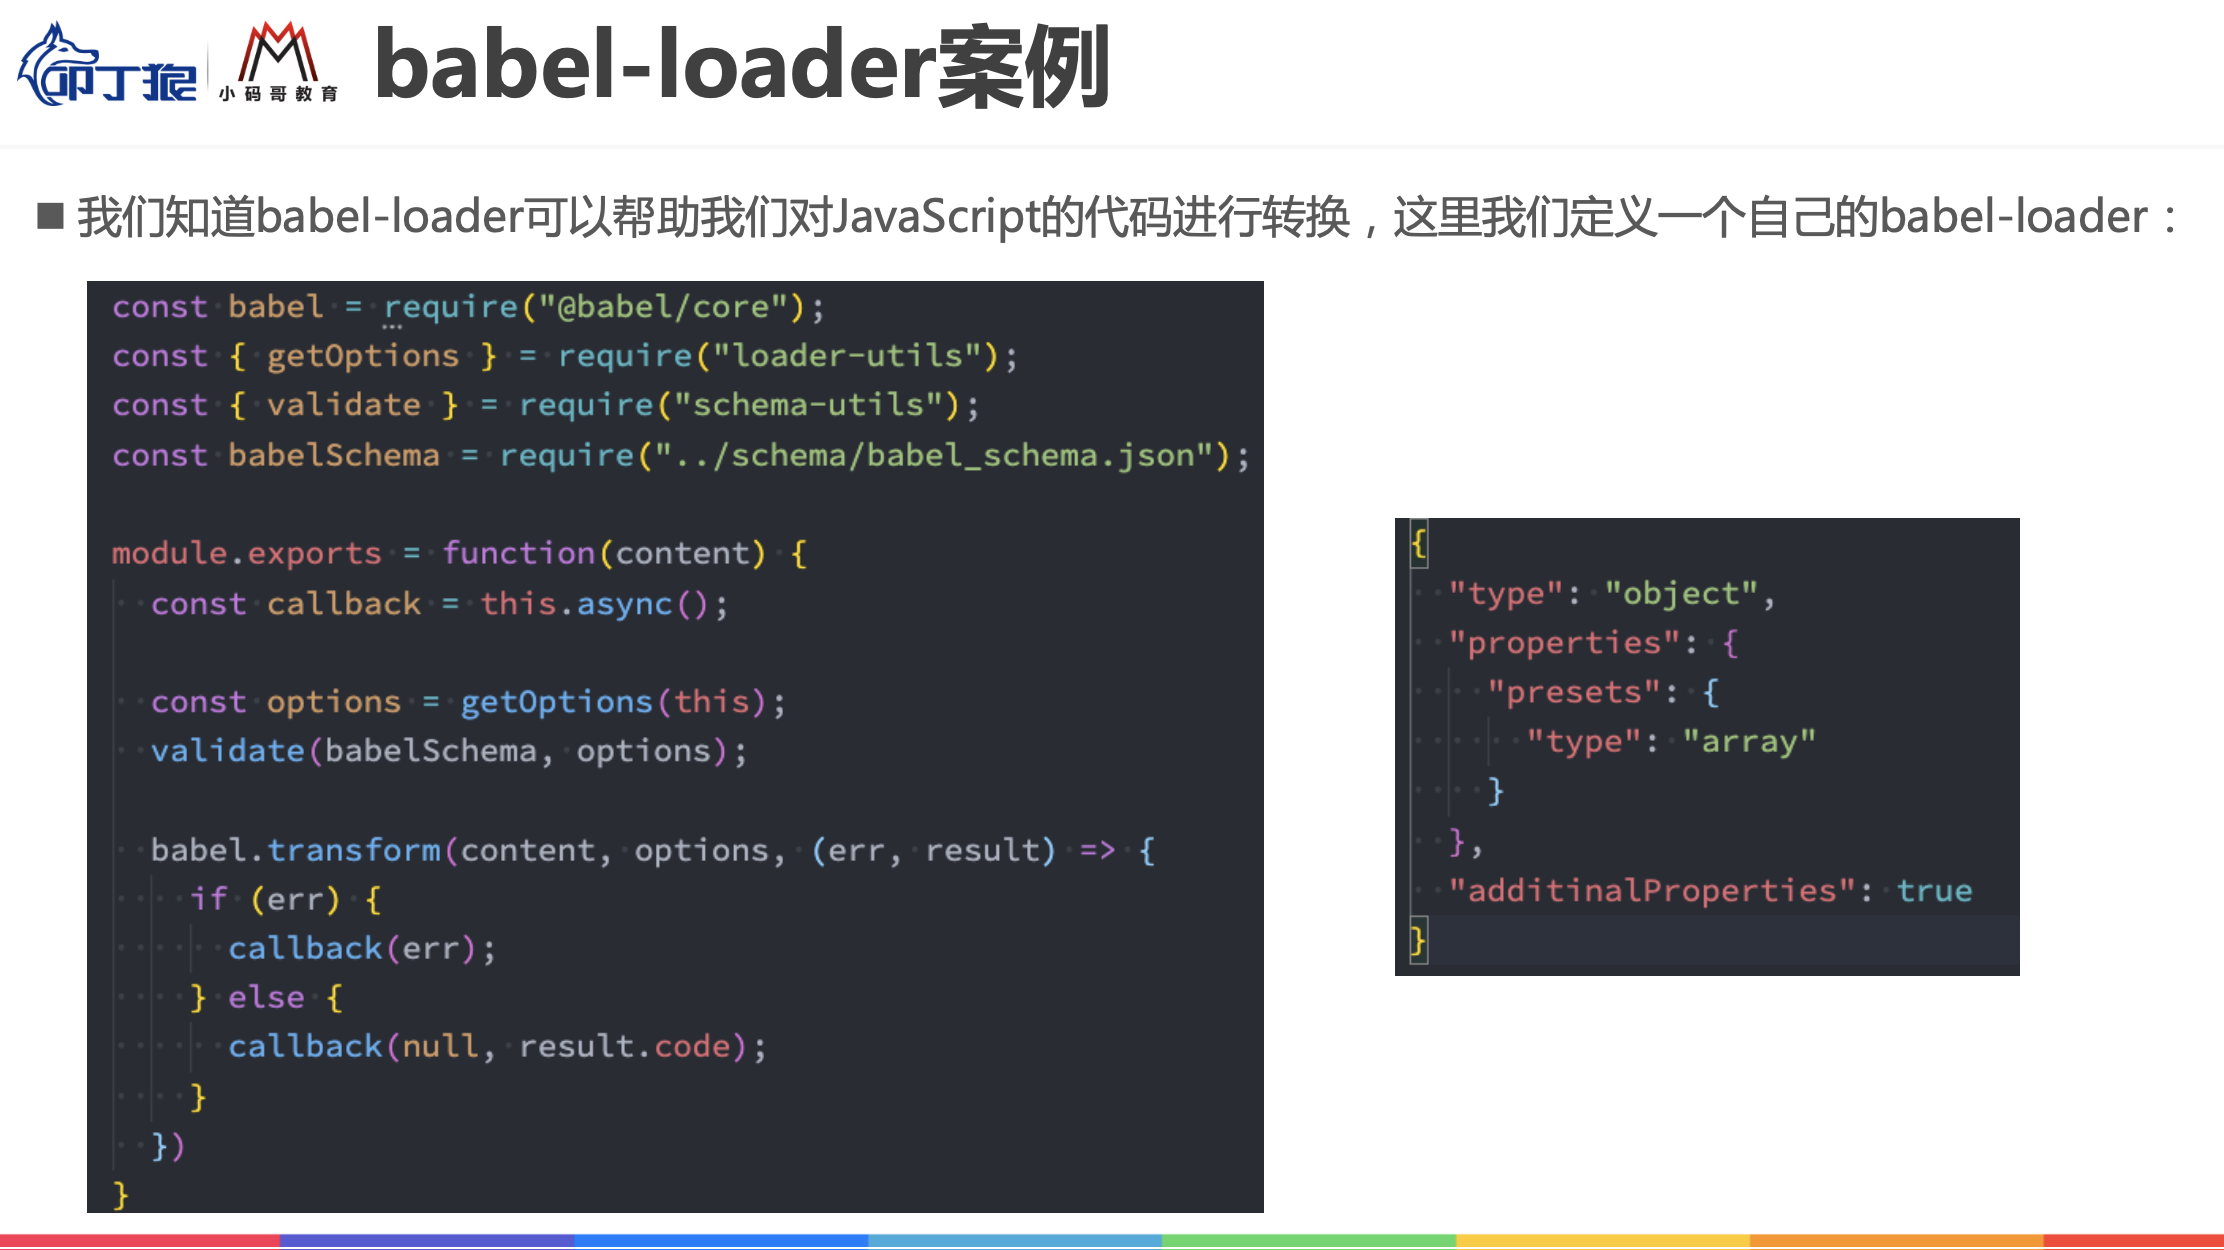 叩丁狼
小码哥教育
babel-loader案例
我们知道babel-loader可以帮助我们对JavaScript的代码进行转换，这里我们定义一个自己的babel-loader：
const babel = require("@babel/core");
const { getOptions } = require("loader-utils");
const { validate } = require("schema-utils");
const babelSchema = require("../schema/babel_schema.json");
module.exports = function(content) {
  const callback = this.async();
  const options = getOptions(this);
  validate(babelSchema, options);
  babel.transform(content, options, (err, result) => {
    if (err) {
      callback(err);
    } else {
      callback(null, result.code);
    }
  })
}
{
  "type": "object",
  "properties": {
    "presets": {
      "type": "array"
    }
  },
  "additinalProperties": true
}